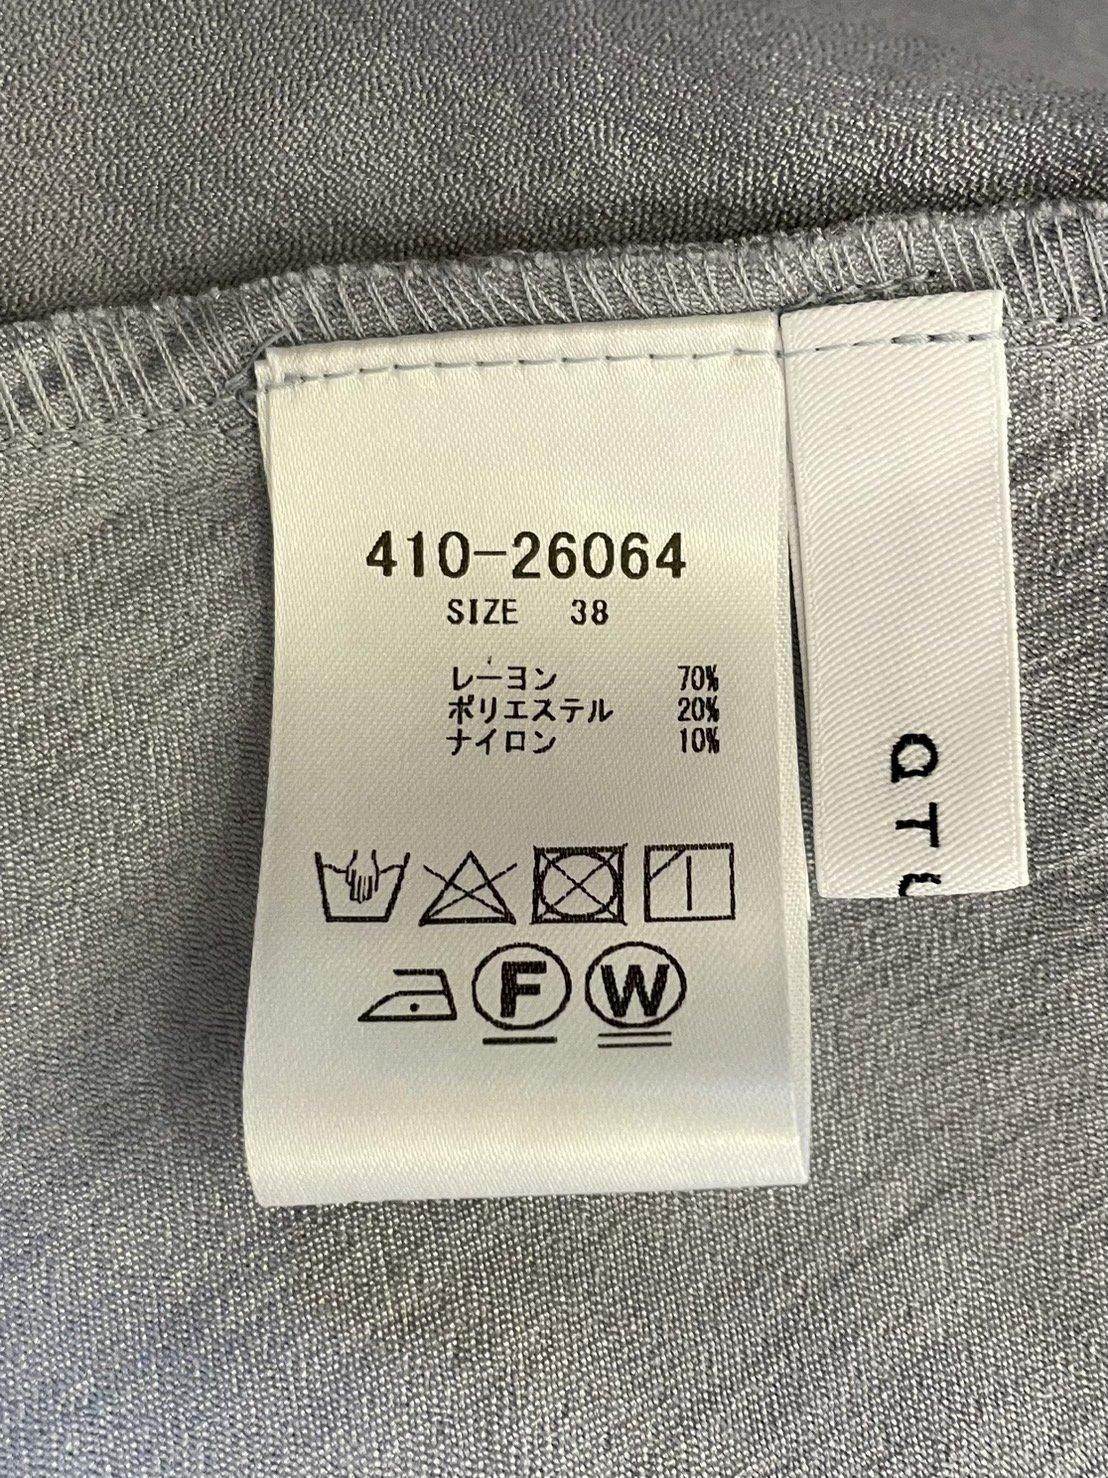 410-26064
SIZE 38
レーヨン 70%
ポリエステル 20%
ナイロン 10%
F
W
aT